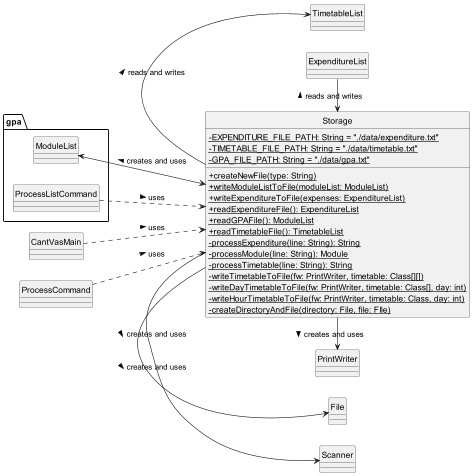 TimetableList
ExpenditureList
reads and writes
reads and writes
Storage
-EXPENDITURE_FILE_PATH: String = "./data/expenditure.txt"
-TIMETABLE_FILE_PATH: String = "./data/timetable.txt"
-GPA_FILE_PATH: String = "./data/gpa.txt"
+createNewFile(type: String)
+writeModuleListToFile(moduleList: ModuleList)
+writeExpenditureToFile(expenses: ExpenditureList)
+readExpenditureFile(): ExpenditureList
+readGPAFile(): ModuleList
+readTimetableFile(): TimetableList
-processExpenditure(line: String): String
-processModule(line: String): Module
-processTimetable(line: String): String
-writeTimetableToFile(fw: PrintWriter, timetable: Class[][])
-writeDayTimetableToFile(fw: PrintWriter, timetable: Class[], day: int)
-writeHourTimetableToFile(fw: PrintWriter, timetable: Class, day: int)
-createDirectoryAndFile(directory: File, file: File)
gpa
ModuleList
creates and uses
ProcessListCommand
uses
CantVasMain
uses
uses
ProcessCommand
creates and uses
creates and uses
creates and uses
PrintWriter
File
Scanner